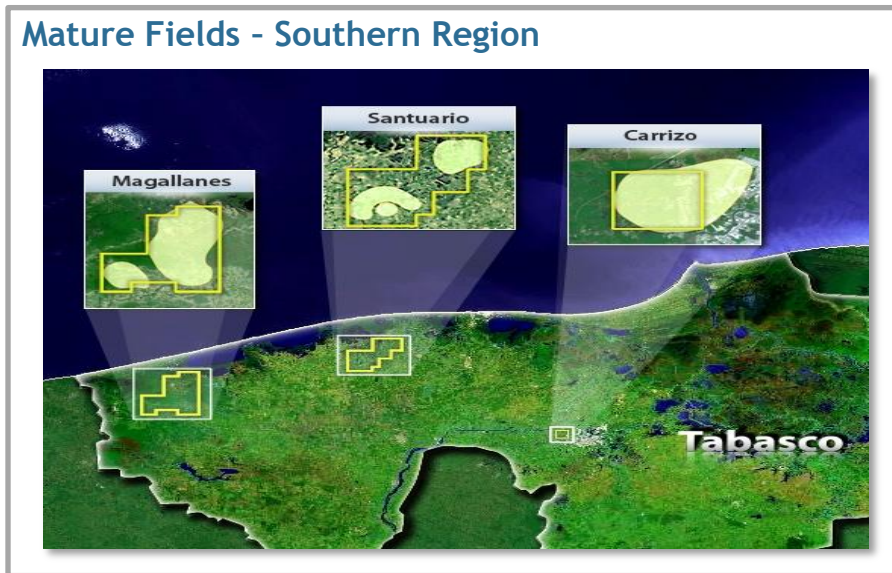 Mature Fields - Southern Region
Santuario
Carrizo
Magallanes
Tabasco